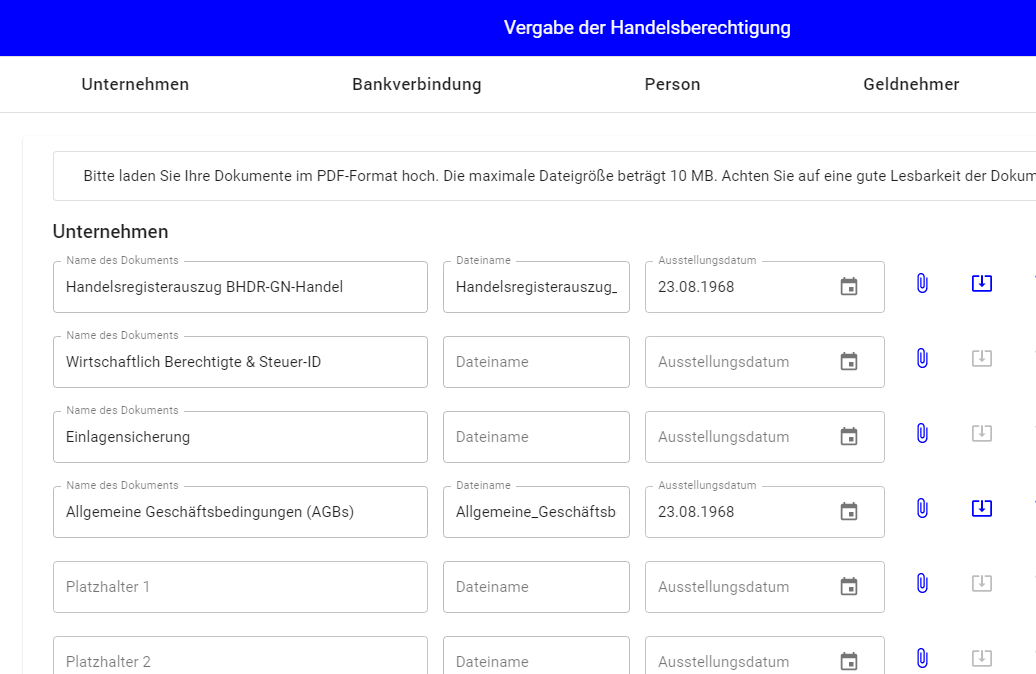 Vergabe der Handelsberechtigung
Unternehmen Bankverbindung Person Geldnehmer
Bitte laden Sie Ihre Dokumente im PDF-Format hoch. Die maximale Dateigröße beträgt 10 MB. Achten Sie auf eine gute Lesbarkeit der Dokum
Unternehmen
Name des Dokuments Dateiname Ausstellungsdatum
Handelsregisterauszug BHDR-GN-Handel Handelsregisterauszug_ 23.08.1968
Name des Dokuments
Wirtschaftlich Berechtigte & Steuer-ID Dateiname Ausstellungsdatum
Name des Dokuments
Einlagensicherung Dateiname Ausstellungsdatum
Name des Dokuments Dateiname Ausstellungsdatum
Allgemeine Geschäftsbedingungen (AGBs) Allgemeine_Geschäftsb 23.08.1968
Platzhalter 1 Dateiname Ausstellungsdatum
Platzhalter 2 Dateiname Ausstellungsdatum